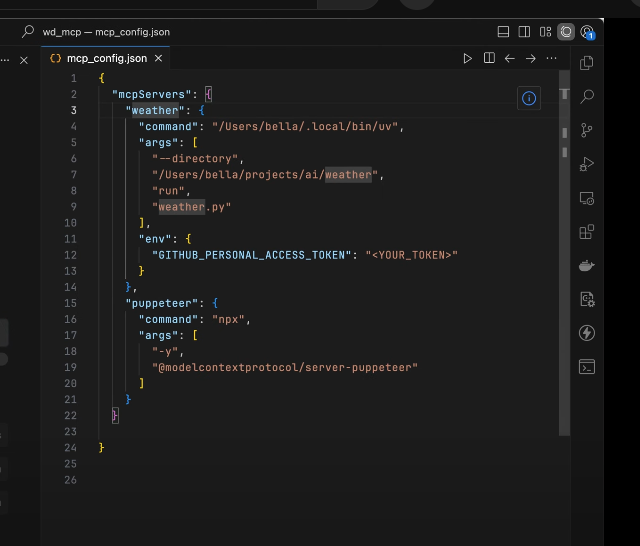 wd_mcp — mcp_config.json
1
mcp_config.json
1 {
2 "mcpServers": {
3 "weather": {
4 "command": "/Users/bella/.local/bin/uv",
5 "args": [
6 "--directory",
7 "/Users/bella/projects/ai/weather",
8 "run",
9 "weather.py"
10 ],
11 "env": {
12 "GITHUB_PERSONAL_ACCESS_TOKEN": "<YOUR_TOKEN>"
13 }
14 },
15 "puppeteer": {
16 "command": "npx",
17 "args": [
18 "-y",
19 "@modelcontextprotocol/server-puppeteer"
20 ]
21 }
22 }
23
24 }
25
26